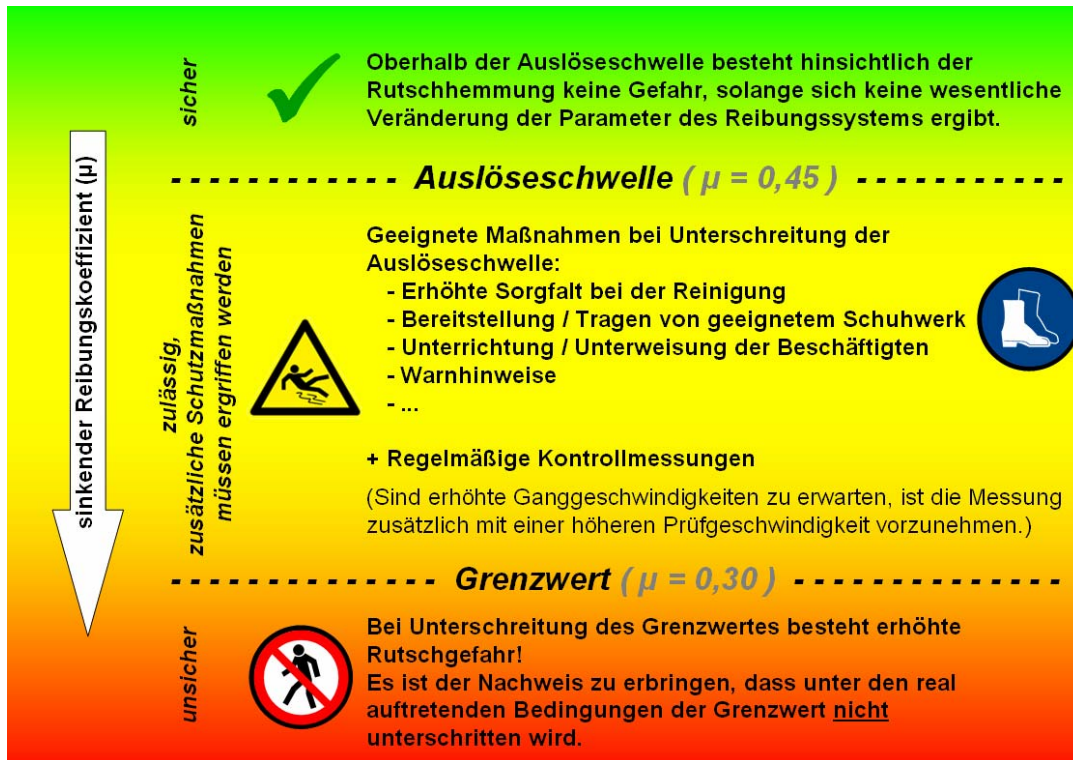 sinkender Reibungskoeffizient (µ)
sicher
Oberhalb der Auslöseschwelle besteht hinsichtlich der
Rutschhemmung keine Gefahr, solange sich keine wesentliche
Veränderung der Parameter des Reibungssystems ergibt.
Auslöseschwelle ( µ = 0,45 )
zulässig,
zusätzliche Schutzmaßnahmen
müssen ergriffen werden
Geeignete Maßnahmen bei Unterschreitung der
Auslöseschwelle:
- Erhöhte Sorgfalt bei der Reinigung
- Bereitstellung / Tragen von geeignetem Schuhwerk
- Unterrichtung / Unterweisung der Beschäftigten
- Warnhinweise
- ...
+ Regelmäßige Kontrollmessungen
(Sind erhöhte Ganggeschwindigkeiten zu erwarten, ist die Messung
zusätzlich mit einer höheren Prüfgeschwindigkeit vorzunehmen.)
Grenzwert ( µ = 0,30 )
unsicher
Bei Unterschreitung des Grenzwertes besteht erhöhte
Rutschgefahr!
Es ist der Nachweis zu erbringen, dass unter den real
auftretenden Bedingungen der Grenzwert nicht
unterschritten wird.